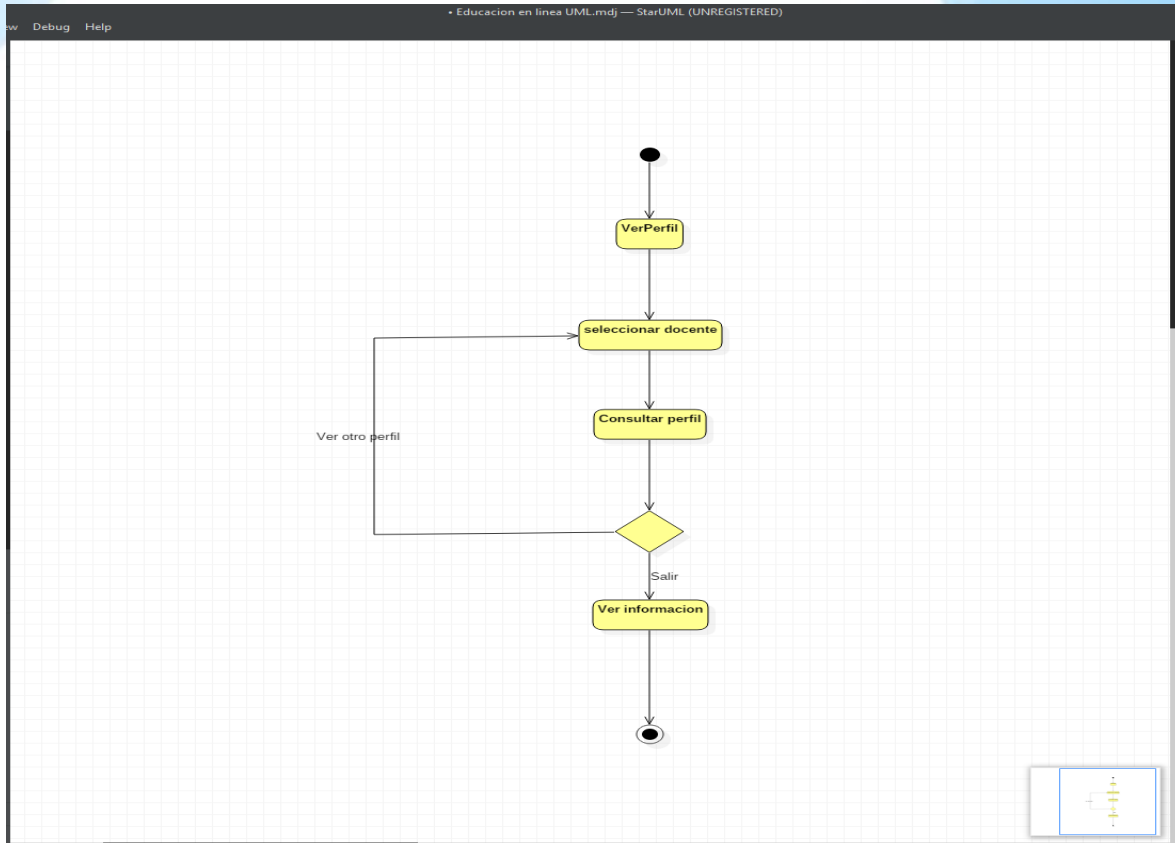 • Educacion en linea UML.mdj — StarUML (UNREGISTERED)
ew Debug Help
VerPerfil
seleccionar docente
Consultar perfil
Ver otro perfil
Salir
Ver informacion